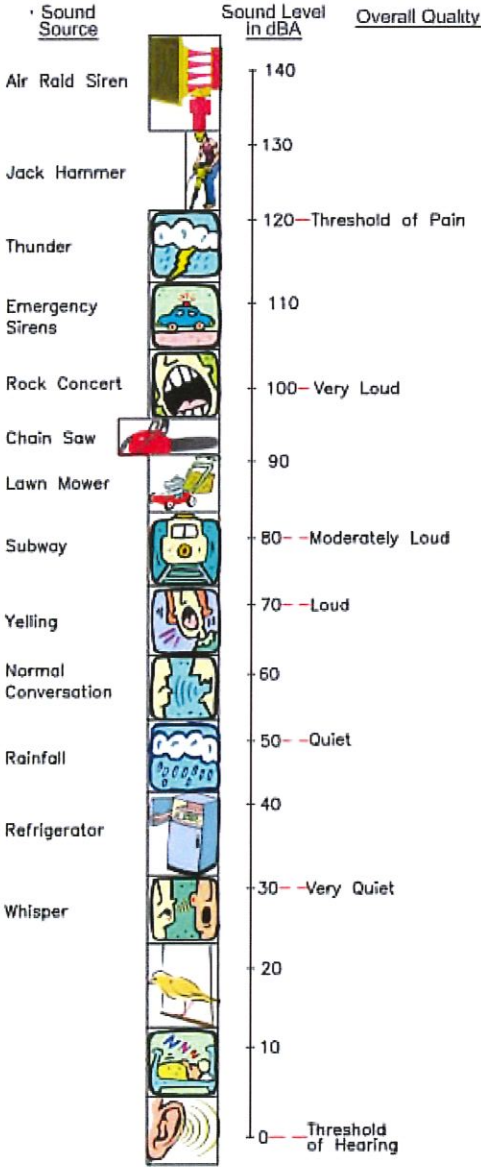 Sound
Source
Sound Level
in dBA
Overall Quality
Air Raid Siren
140
130
Jack Hammer
120 Threshold of Pain
Thunder
110
Emergency
Sirens
Rock Concert
100 Very Loud
Chain Saw
90
Lawn Mower
80 Moderately Loud
Subway
70 Loud
Yelling
60
Normal
Conversation
50 Quiet
Rainfall
40
Refrigerator
30 Very Quiet
Whisper
20
10
NNN
0 Threshold
of Hearing